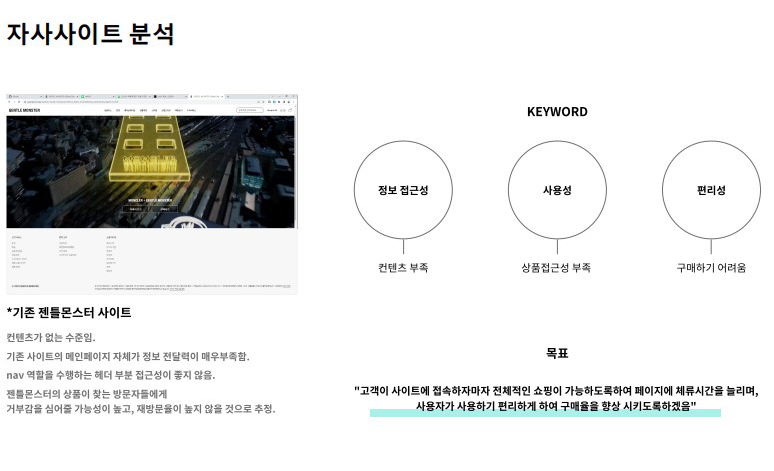 자사사이트 분석
GENTLE MONSTER
*기존 젠틀몬스터 사이트
컨텐츠가 없는 수준임.
기존 사이트의 메인페이지 자체가 정보 전달력이 매우부족함.
nav 역할을 수행하는 헤더 부분 접근성이 좋지 않음.
젠틀몬스터의 상품이 찾는 방문자들에게
거부감을 심어줄 가능성이 높고, 재방문율이 높지 않을 것으로 추정.
KEYWORD
정보 접근성
사용성
편리성
컨텐츠 부족
상품접근성 부족
구매하기 어려움
목표
"고객이 사이트에 접속하자마자 전체적인 쇼핑이 가능하도록하여 페이지에 체류시간을 늘리며,
사용자가 사용하기 편리하게 하여 구매율을 향상 시키도록하겠음"